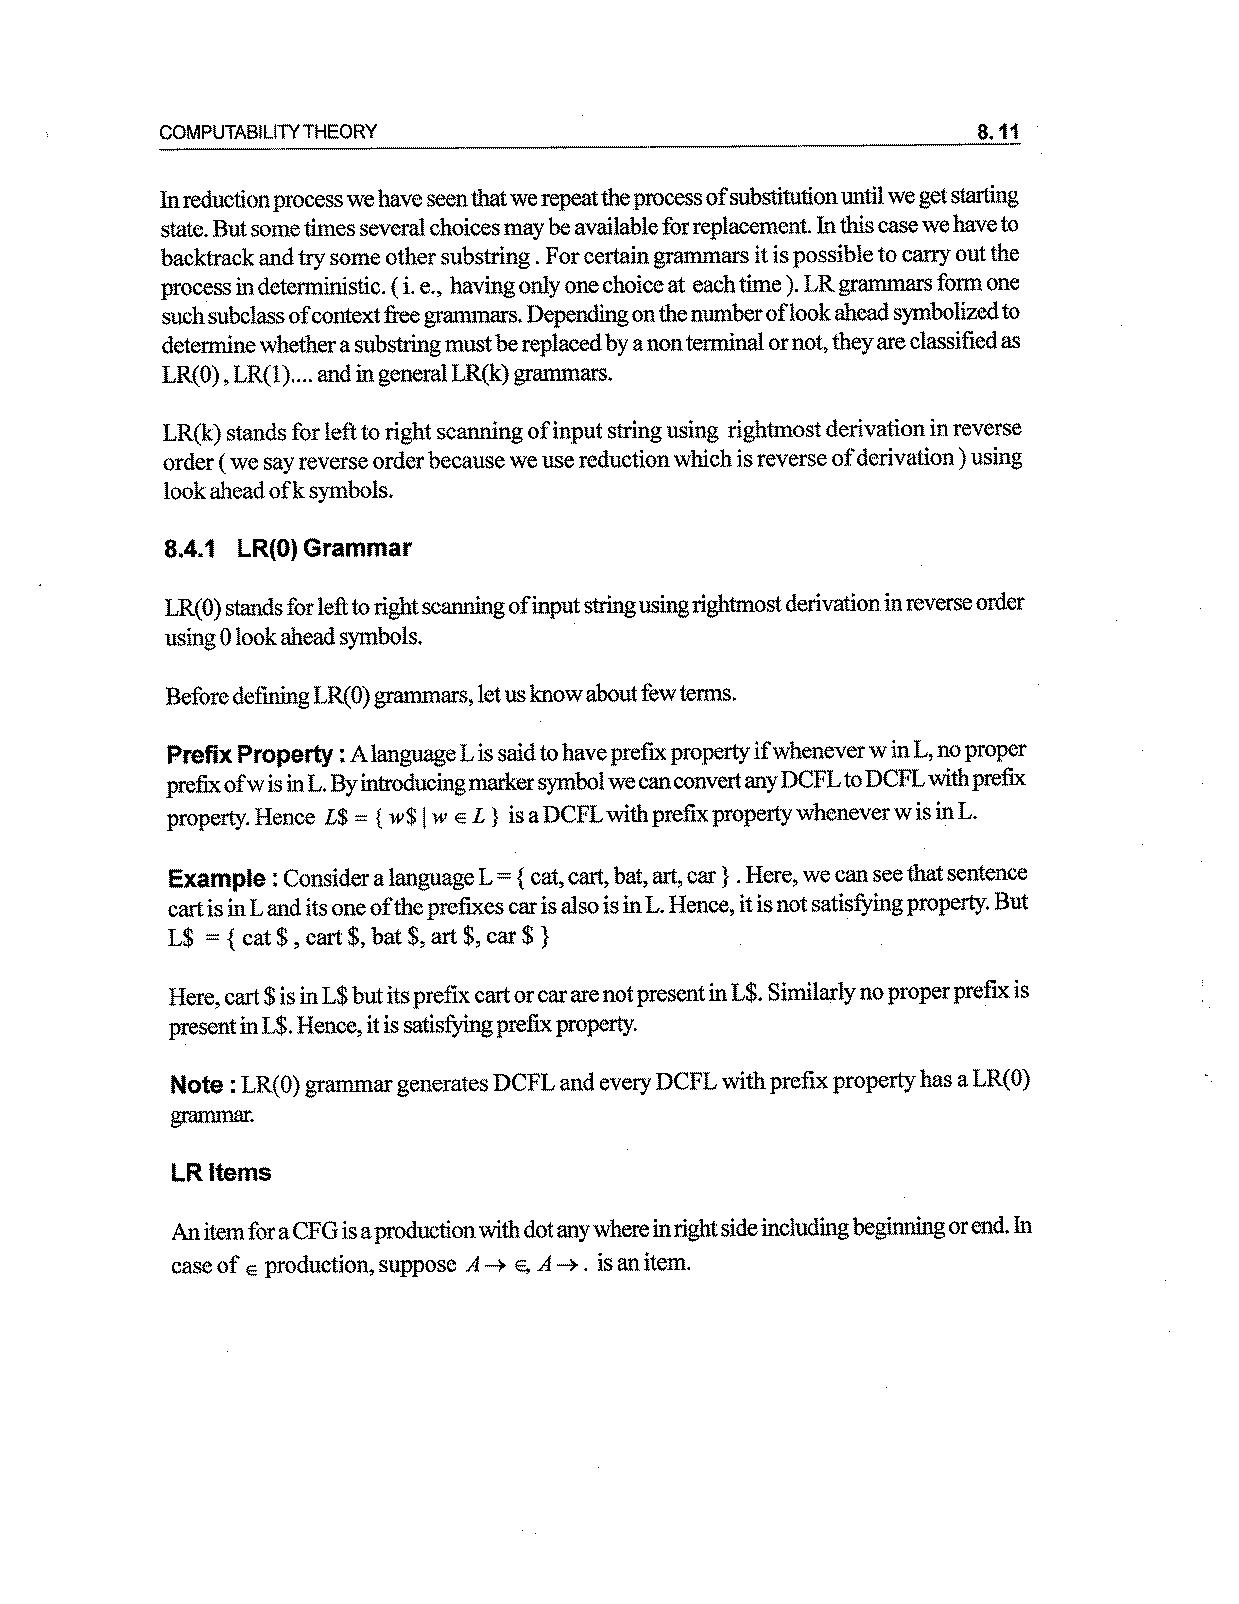 COMPUTABILITY THEORY 8.11
In reduction process we have seen that we repeat the process of substitution until we get starting
state. But some times several choices may be available for replacement. In this case we have to
backtrack and try some other substring . For certain grammars it is possible to carry out the
process in deterministic. ( i. e., having only one choice at each time ). LR grammars form one
such subclass of context free grammars. Depending on the number of look ahead symbolized to
determine whether a substring must be replaced by a non terminal or not, they are classified as
LR(0) , LR(1).... and in general LR(k) grammars.
LR(k) stands for left to right scanning of input string using rightmost derivation in reverse
order ( we say reverse order because we use reduction which is reverse of derivation ) using
look ahead of k symbols.
8.4.1 LR(0) Grammar
LR(0) stands for left to right scanning of input string using rightmost derivation in reverse order
using 0 look ahead symbols.
Before defining LR(0) grammars, let us know about few terms.
Prefix Property : A language L is said to have prefix property if whenever w in L, no proper
prefix of w is in L. By introducing marker symbol we can convert any DCFL to DCFL with prefix
property. Hence L$ = { w$ | w ∈ L } is a DCFL with prefix property whenever w is in L.
Example : Consider a language L = { cat, cart, bat, art, car } . Here, we can see that sentence
cart is in L and its one of the prefixes car is also is in L. Hence, it is not satisfying property. But
L$ = { cat $ , cart $, bat $, art $, car $ }
Here, cart $ is in L$ but its prefix cart or car are not present in L$. Similarly no proper prefix is
present in L$. Hence, it is satisfying prefix property.
Note : LR(0) grammar generates DCFL and every DCFL with prefix property has a LR(0)
grammar.
LR Items
An item for a CFG is a production with dot any where in right side including beginning or end. In
case of ∈ production, suppose A → ∈, A → . is an item.